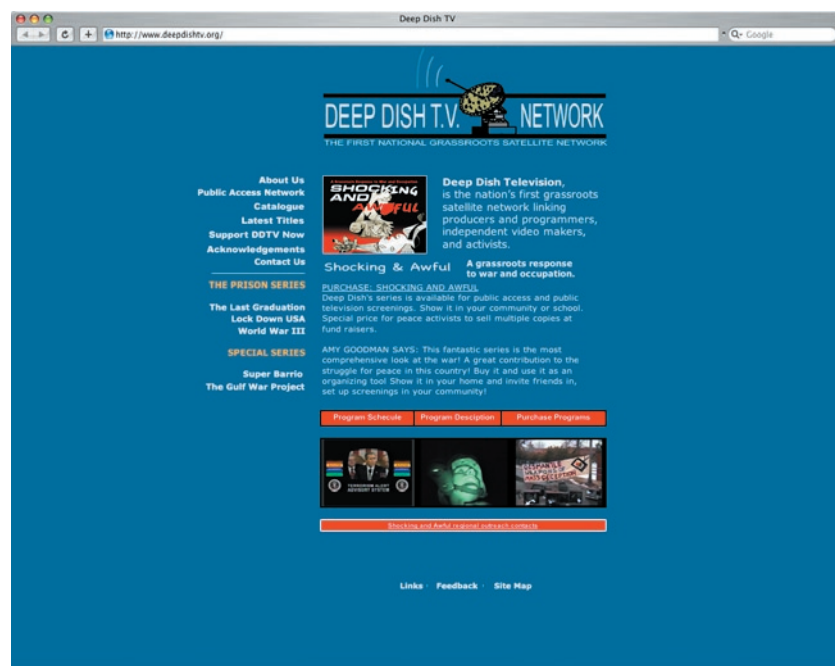 Deep Dish TV
http://www.deepdishtv.org/
Google
DEEP DISH T.V. NETWORK
THE FIRST NATIONAL GRASSROOTS SATELLITE NETWORK
About Us
Public Access Network
Catalogue
Latest Titles
Support DDTV Now
Acknowledgements
Contact Us
THE PRISON SERIES
The Last Graduation
Lock Down USA
World War III
SPECIAL SERIES
Super Barrio
The Gulf War Project
SHOCKING
AND
AWFUL
Deep Dish Television,
is the nation's first grassroots
satellite network linking
producers and programmers,
independent video makers,
and activists.
Shocking & Awful
A grassroots response
to war and occupation.
PURCHASE: SHOCKING AND AWFUL
Deep Dish's series is available for public access and public
television screenings. Show it in your community or school.
Special price for peace activists to sell multiple copies at
fund raisers.
AMY GOODMAN SAYS: This fantastic series is the most
comprehensive look at the war! A great contribution to the
struggle for peace in this country! Buy it and use it as an
organizing tool Show it in your home and invite friends in,
set up screenings in your community!
Program Schecule
Program Desciption
Purchase Programs
TERRORISM ALERT
ADVISORY SYSTEM
DISMANTLE
WEAPONS OF
MASS DECEPTION
Shocking and Awful regional outreach contacts
Links
Feedback
Site Map